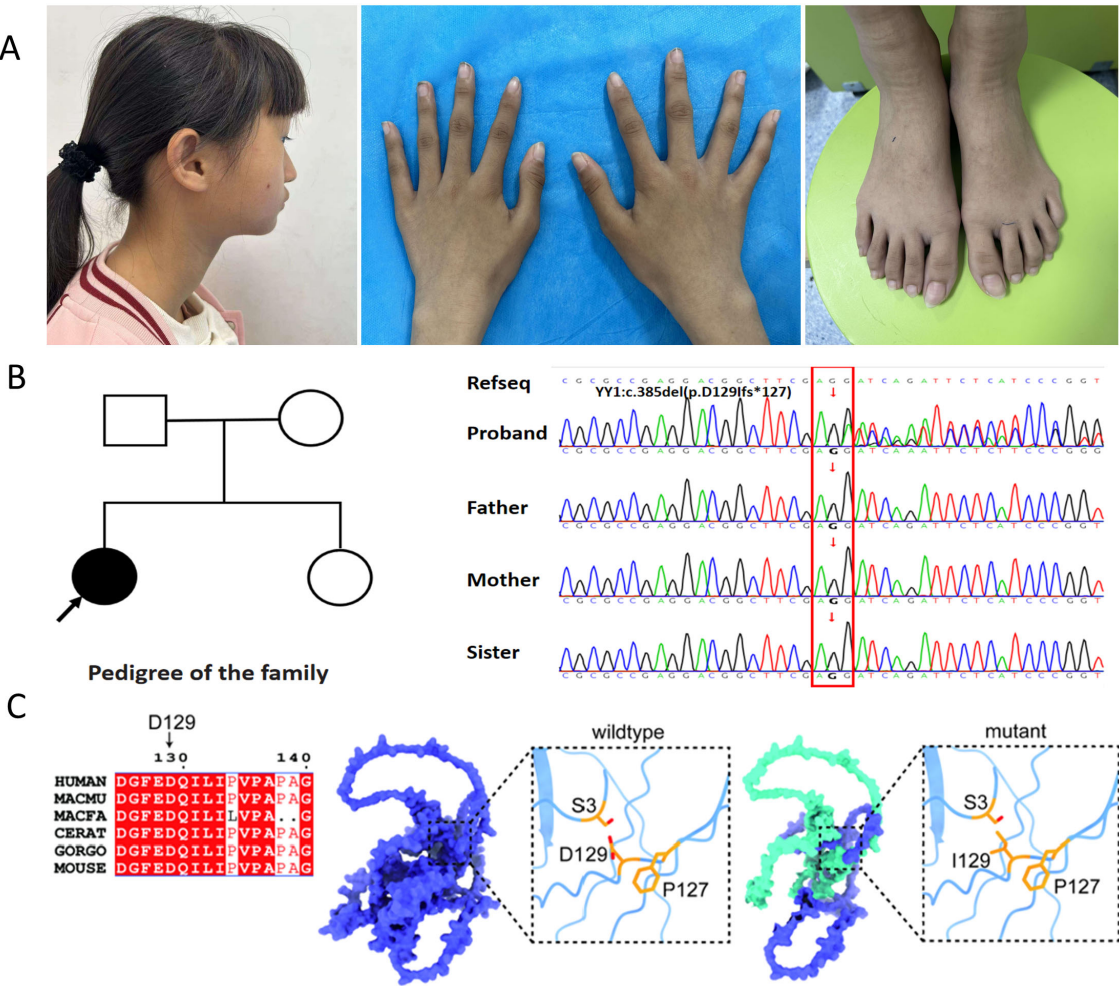 A
B
Pedigree of the family
Refseq
C G C G C C G A G G A C G G C T T C G A G G A T C A G A T T C T C A T C C C G G T
YY1:c.385del(p.D129Ifs*127)
Proband
C G C G C C G A G G A C G G C T T C G A G G A T C A A A T T C T C T T C C C G G G
Father
C G C G C C G A G G A C G G C T T C G A G G A T C A G A T T C T C A T C C C G G T
Mother
C G C G C C G A G G A C G G C T T C G A G G A T C A G A T T C T C A T C C C G G T
Sister
C G C G C C G A G G A C G G C T T C G A G G A T C A G A T T C T C A T C C C G G T
C
D129
130 140
HUMAN DGFEDQILIPVPAPAG
MACMU DGFEDQILIPVPAPAG
MACFA DGFEDQILILVPA..G
CERAT DGFEDQILIPVPAPAG
GORGO DGFEDQILIPVPAPAG
MOUSE DGFEDQILIPVPAPAG
wildtype
S3
D129
P127
mutant
S3
I129
P127